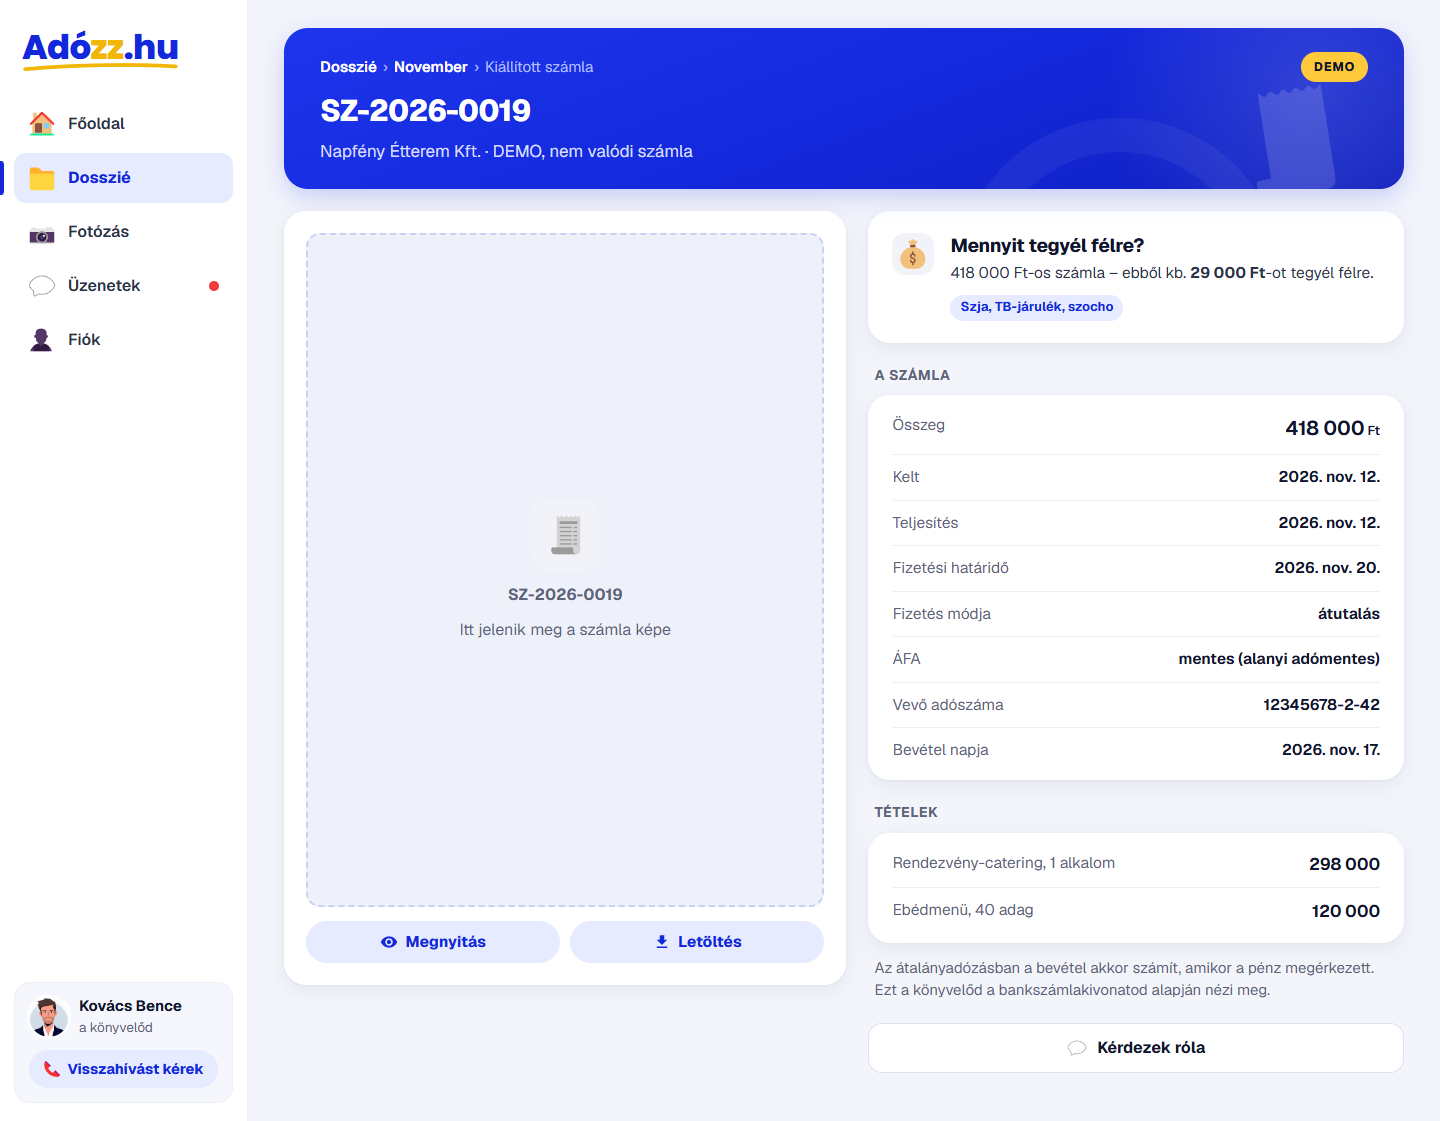 Adózz.hu
Főoldal
Dosszié
Fotózás
Üzenetek
Fiók
Kovács Bence
a könyvelőd
Visszahívást kérek
Dosszié › November › Kiállított számla
DEMO
SZ-2026-0019
Napfény Étterem Kft. · DEMO, nem valódi számla
SZ-2026-0019
Itt jelenik meg a számla képe
Megnyitás
Letöltés
Mennyit tegyél félre?
418 000 Ft-os számla – ebből kb. 29 000 Ft-ot tegyél félre.
Szja, TB-járulék, szocho
A SZÁMLA
Összeg 418 000 Ft
Kelt 2026. nov. 12.
Teljesítés 2026. nov. 12.
Fizetési határidő 2026. nov. 20.
Fizetés módja átutalás
ÁFA mentes (alanyi adómentes)
Vevő adószáma 12345678-2-42
Bevétel napja 2026. nov. 17.
TÉTELEK
Rendezvény-catering, 1 alkalom 298 000
Ebédmenü, 40 adag 120 000
Az átalányadózásban a bevétel akkor számít, amikor a pénz megérkezett.
Ezt a könyvelőd a bankszámlakivonatod alapján nézi meg.
Kérdezek róla